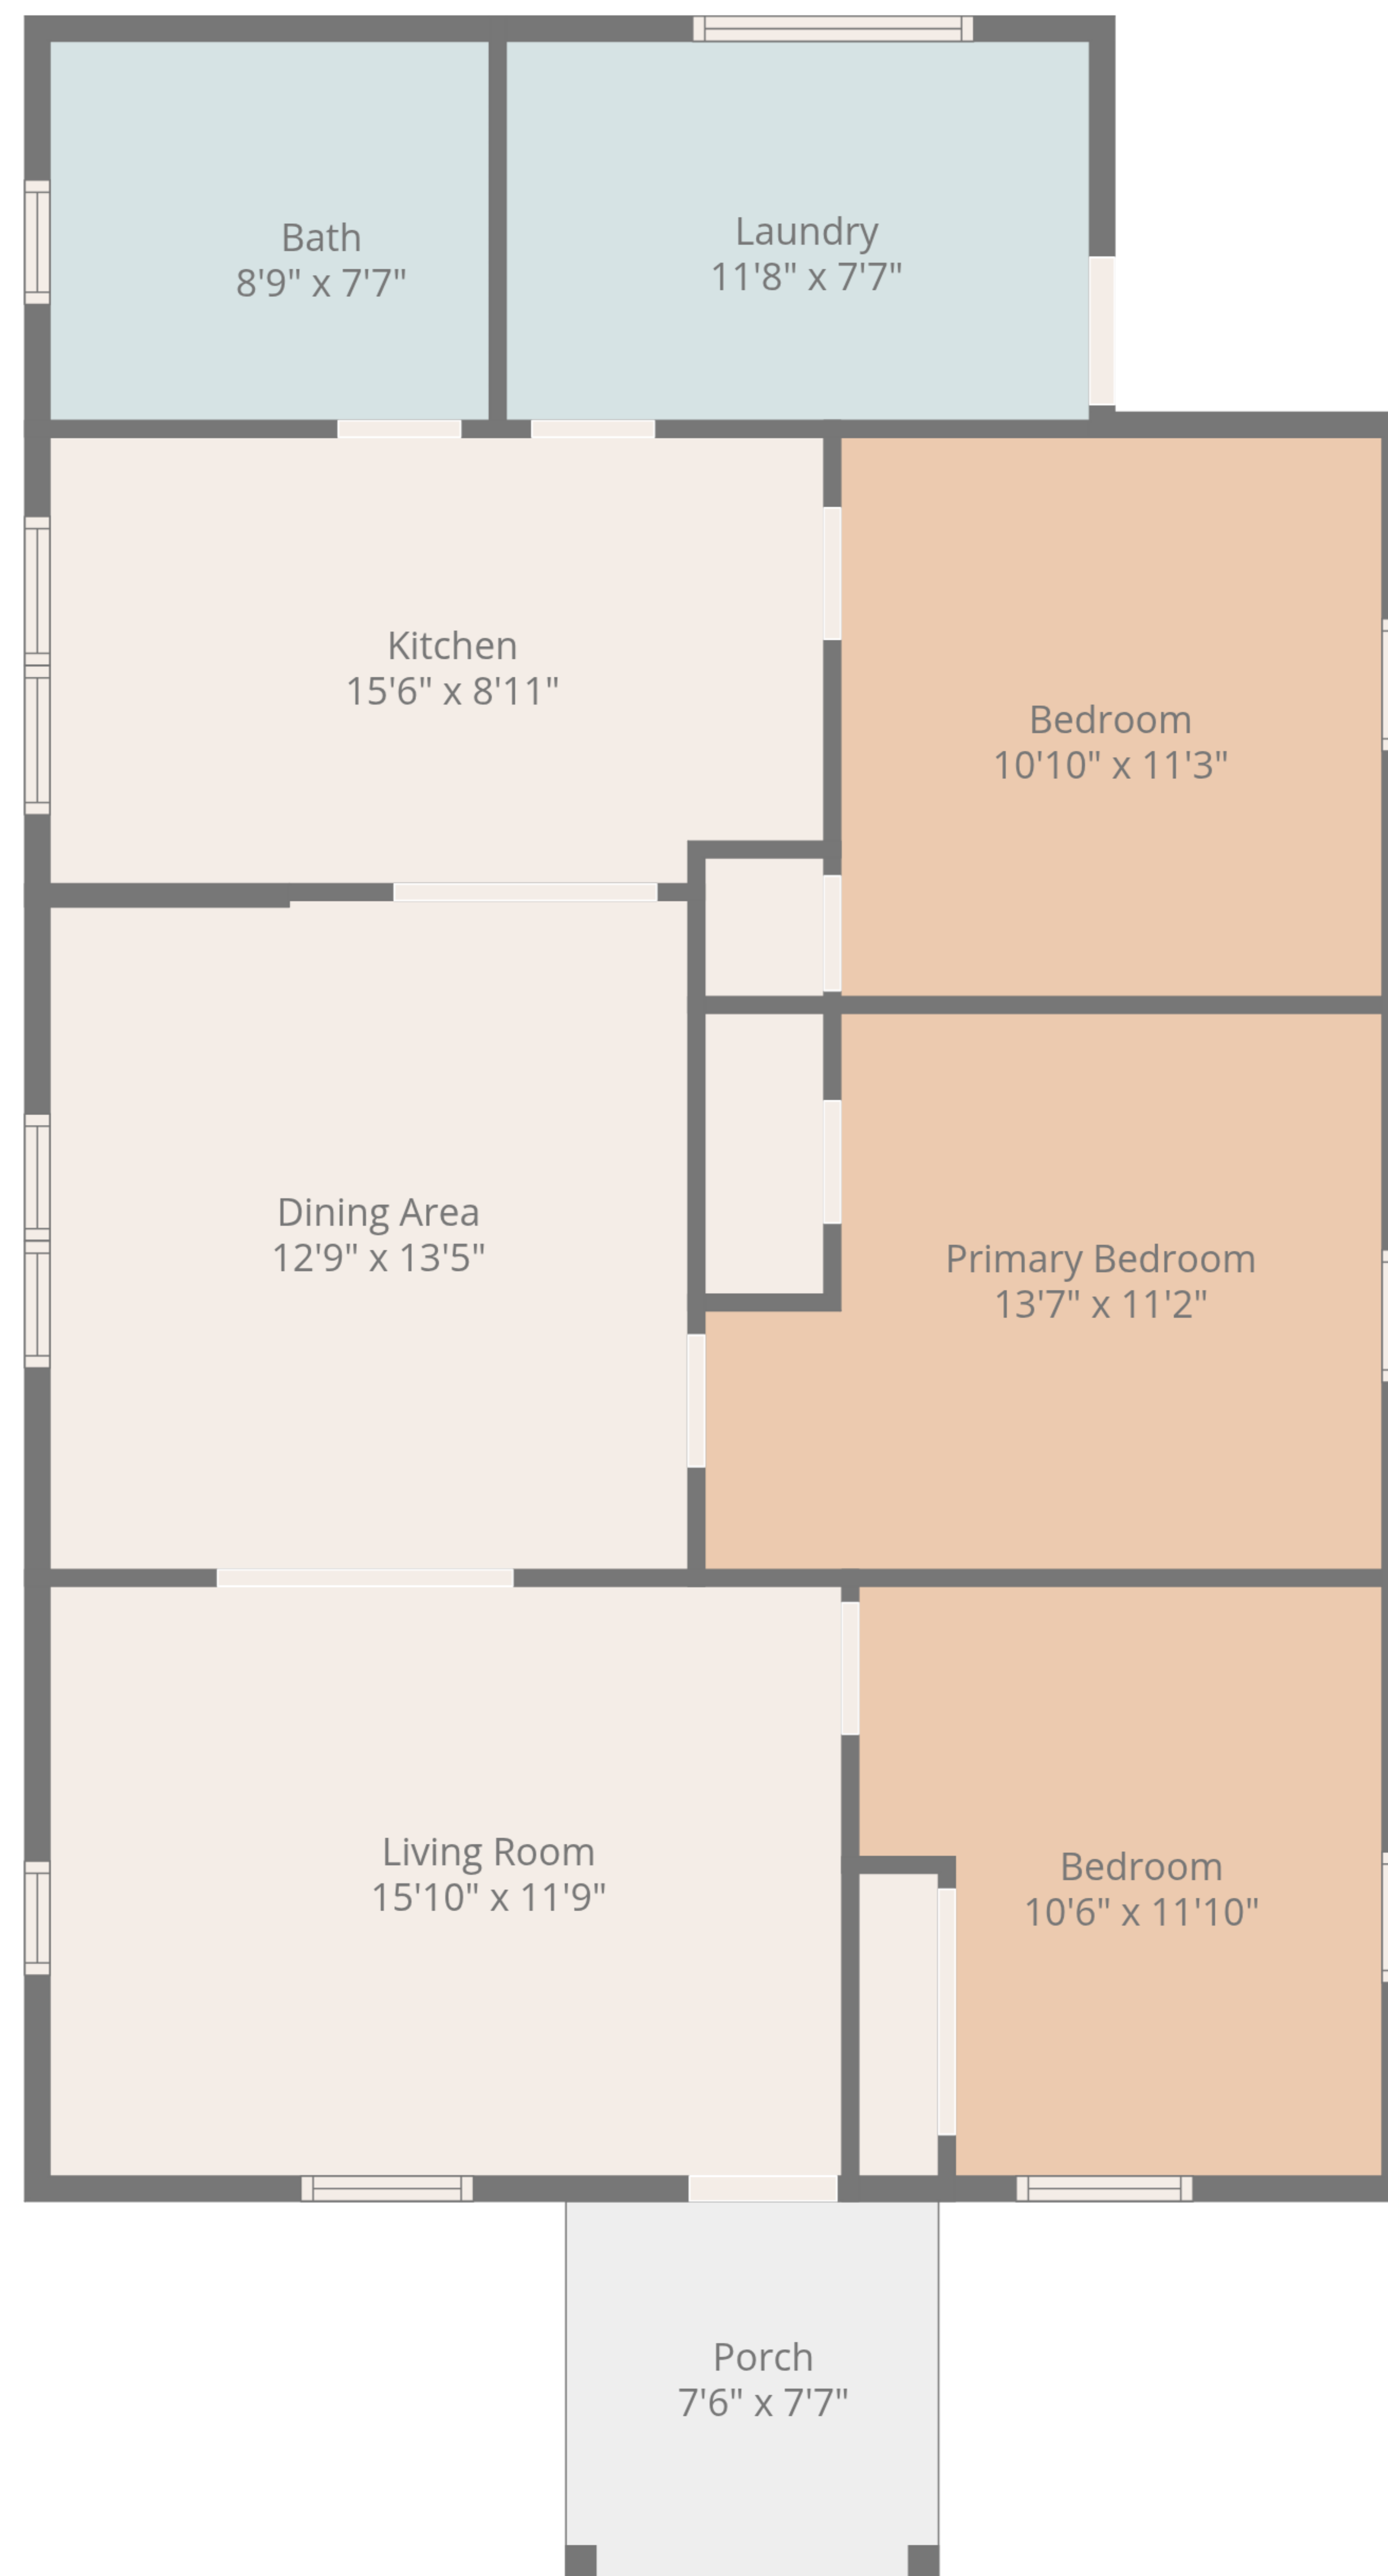 Bath
8'9" x 7'7"
Laundry
11'8" x 7'7"
Kitchen
15'6" x 8'11"
Bedroom
10'10" x 11'3"
Dining Area
12'9" x 13'5"
Primary Bedroom
13'7" x 11'2"
Living Room
15'10" x 11'9"
Bedroom
10'6" x 11'10"
Porch
7'6" x 7'7"